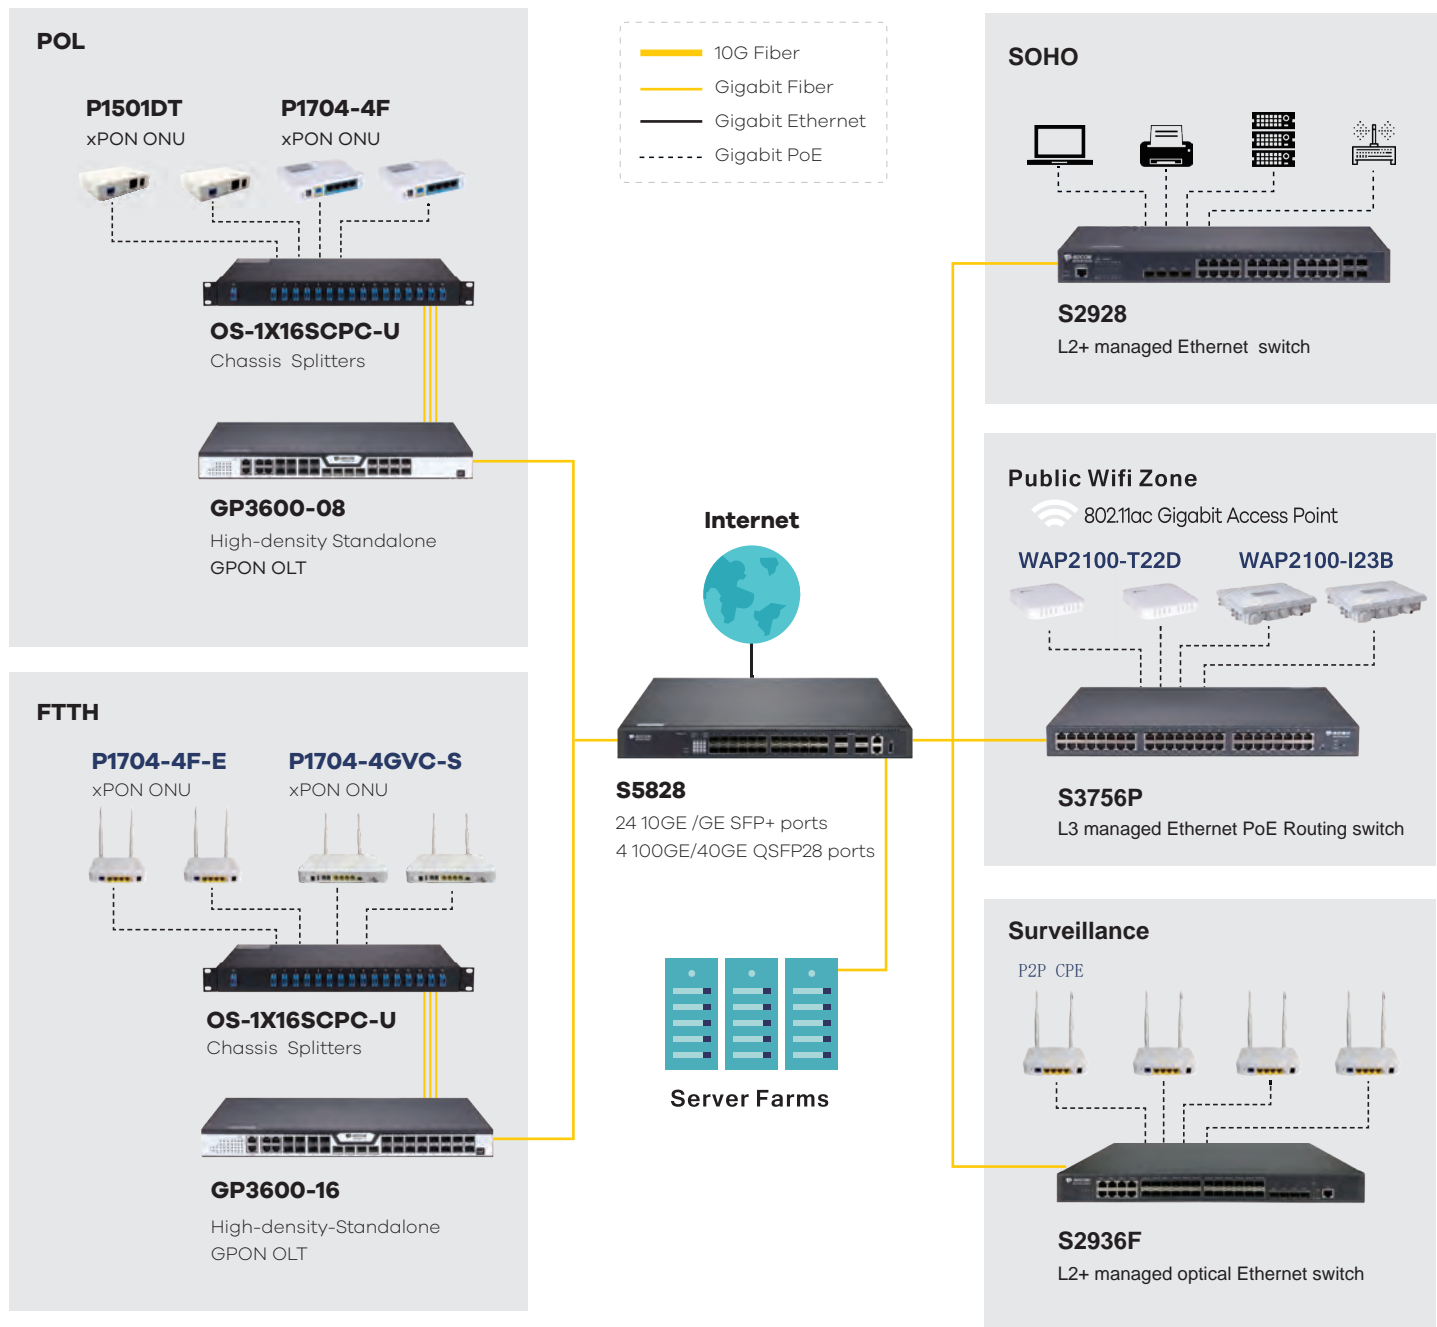 POL
P1501DT
xPON ONU
P1704-4F
xPON ONU
OS-1X16SCPC-U
Chassis Splitters
GP3600-08
High-density Standalone
GPON OLT
FTTH
P1704-4F-E
xPON ONU
P1704-4GVC-S
xPON ONU
OS-1X16SCPC-U
Chassis Splitters
GP3600-16
High-density-Standalone
GPON OLT
10G Fiber
Gigabit Fiber
Gigabit Ethernet
Gigabit PoE
Internet
S5828
24 10GE /GE SFP+ ports
4 100GE/40GE QSFP28 ports
Server Farms
SOHO
S2928
L2+ managed Ethernet switch
Public Wifi Zone
802.11ac Gigabit Access Point
WAP2100-T22D
WAP2100-I23B
S3756P
L3 managed Ethernet PoE Routing switch
Surveillance
P2P CPE
S2936F
L2+ managed optical Ethernet switch